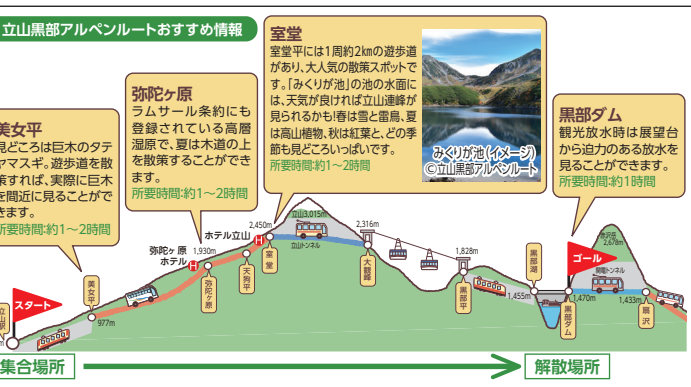 立山黒部アルペンルートおすすめ情報
美女平
見どころは巨木のタテ
ヤマスギ。遊歩道を散
策すれば、実際に巨木
を間近に見ることがで
きます。
所要時間:約1～2時間
弥陀ヶ原
ラムサール条約にも
登録されている高層
湿原で、夏は木道の上
を散策することができ
ます。
所要時間:約1～2時間
室堂
室堂平には1周約2kmの遊歩道
があり、大人気の散策スポットで
す。「みくりが池」の池の水面に
は、天気が良ければ立山連峰が
見られるかも!春は雪と雷鳥、夏
は高山植物、秋は紅葉と、どの季
節も見どころいっぱいです。
所要時間:約1～2時間
みくりが池(イメージ)
©立山黒部アルペンルート
黒部ダム
観光放水時は展望台
から迫力のある放水を
見ることができます。
所要時間:約1時間
立山駅
スタート
美女平
977m
弥陀ヶ原
ホテル
1,930m
弥陀ヶ原
天狗平
ホテル立山
2,450m
室堂
立山3,015m
立山トンネル
2,316m
大観峰
1,828m
黒部平
黒部湖
1,455m
ゴール
1,470m
黒部ダム
2,678m
関電トンネル
1,433m
扇沢
集合場所
解散場所